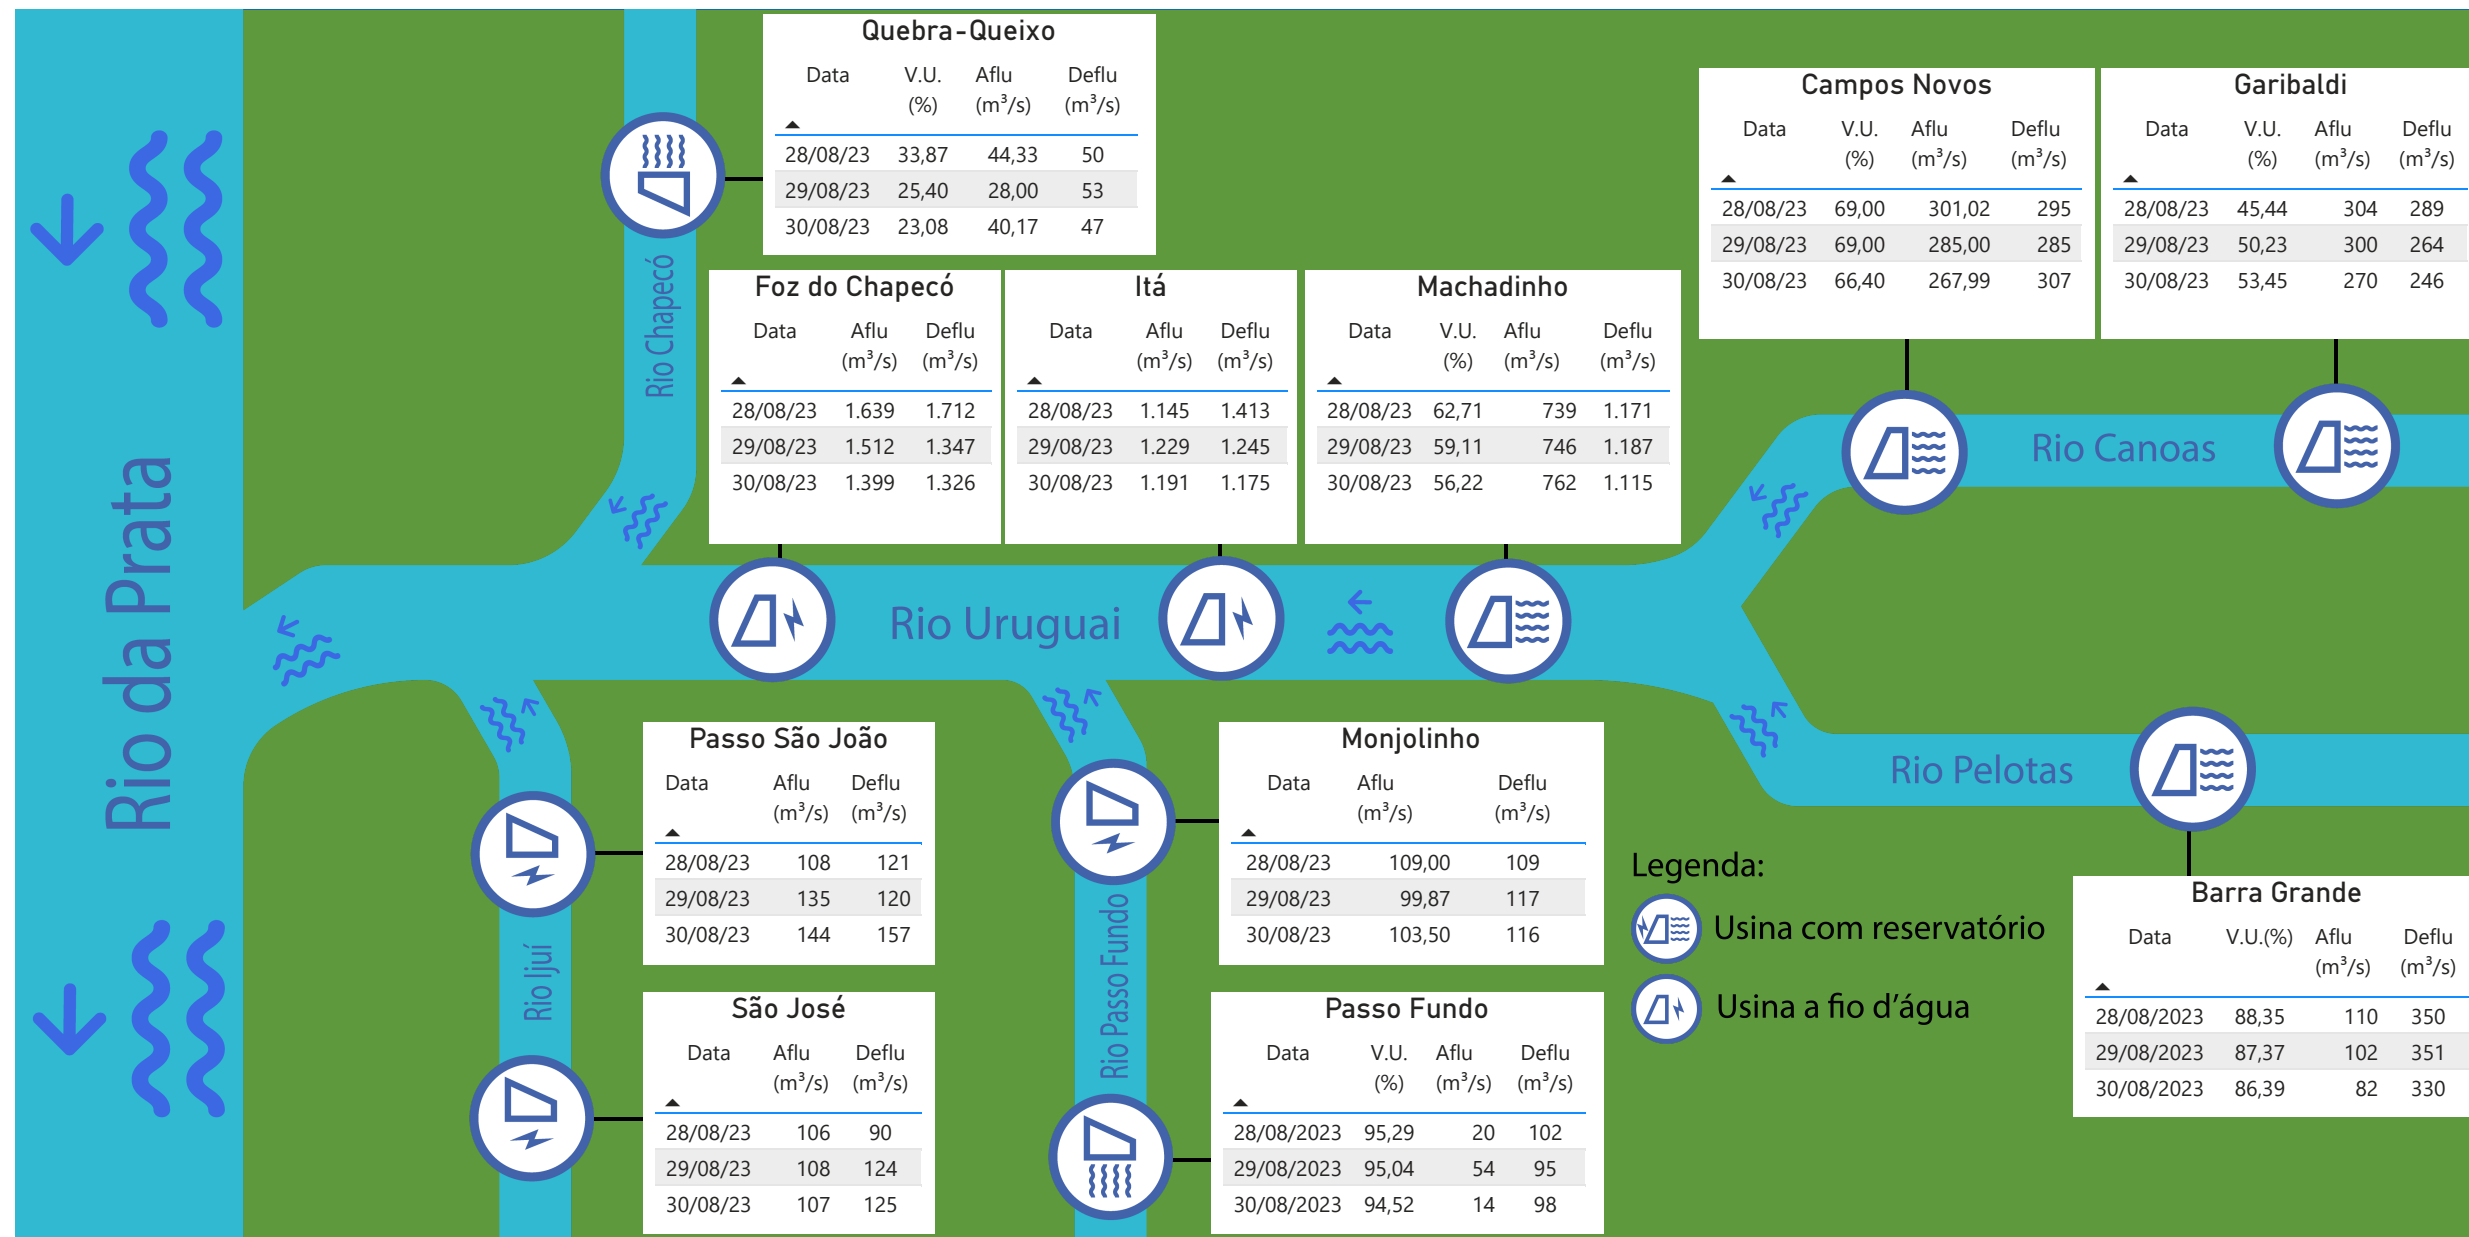 Quebra-Queixo
Data V.U. (%) Aflu (m³/s) Deflu (m³/s)
28/08/23 33,87 44,33 50
29/08/23 25,40 28,00 53
30/08/23 23,08 40,17 47
Campos Novos
Data V.U. (%) Aflu (m³/s) Deflu (m³/s)
28/08/23 69,00 301,02 295
29/08/23 69,00 285,00 285
30/08/23 66,40 267,99 307
Garibaldi
Data V.U. (%) Aflu (m³/s) Deflu (m³/s)
28/08/23 45,44 304 289
29/08/23 50,23 300 264
30/08/23 53,45 270 246
Rio Chapecó
Foz do Chapecó
Data Aflu (m³/s) Deflu (m³/s)
28/08/23 1.639 1.712
29/08/23 1.512 1.347
30/08/23 1.399 1.326
Itá
Data Aflu (m³/s) Deflu (m³/s)
28/08/23 1.145 1.413
29/08/23 1.229 1.245
30/08/23 1.191 1.175
Machadinho
Data V.U. (%) Aflu (m³/s) Deflu (m³/s)
28/08/23 62,71 739 1.171
29/08/23 59,11 746 1.187
30/08/23 56,22 762 1.115
Rio Canoas
Rio da Prata
Rio Uruguai
Rio Pelotas
Passo São João
Data Aflu (m³/s) Deflu (m³/s)
28/08/23 108 121
29/08/23 135 120
30/08/23 144 157
Monjolinho
Data Aflu (m³/s) Deflu (m³/s)
28/08/23 109,00 109
29/08/23 99,87 117
30/08/23 103,50 116
Legenda:
Usina com reservatório
Usina a fio d’água
Barra Grande
Data V.U.(%) Aflu (m³/s) Deflu (m³/s)
28/08/2023 88,35 110 350
29/08/2023 87,37 102 351
30/08/2023 86,39 82 330
Rio Ijuí
Rio Passo Fundo
São José
Data Aflu (m³/s) Deflu (m³/s)
28/08/23 106 90
29/08/23 108 124
30/08/23 107 125
Passo Fundo
Data V.U. (%) Aflu (m³/s) Deflu (m³/s)
28/08/2023 95,29 20 102
29/08/2023 95,04 54 95
30/08/2023 94,52 14 98